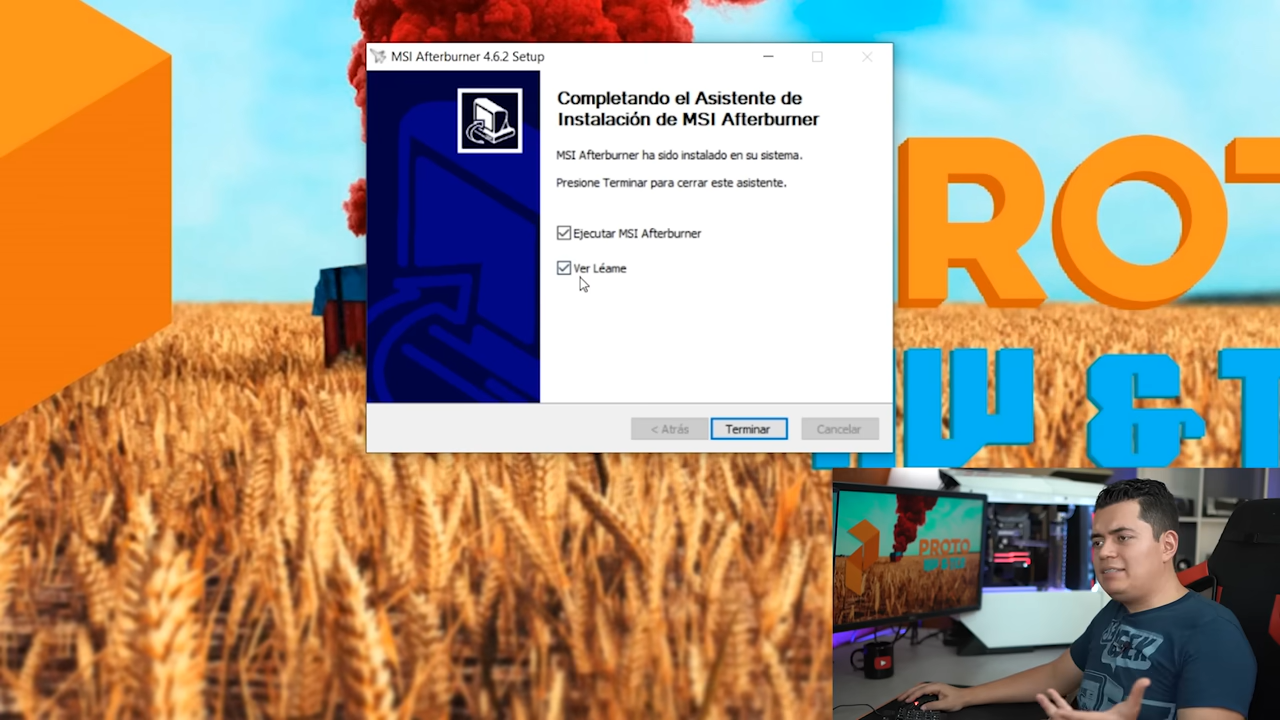 MSI Afterburner 4.6.2 Setup
Completando el Asistente de
Instalación de MSI Afterburner
MSI Afterburner ha sido instalado en su sistema.
Presione Terminar para cerrar este asistente.
Ejecutar MSI Afterburner
Ver Léame
< Atrás
Terminar
Cancelar
ROT
& T
PROTO